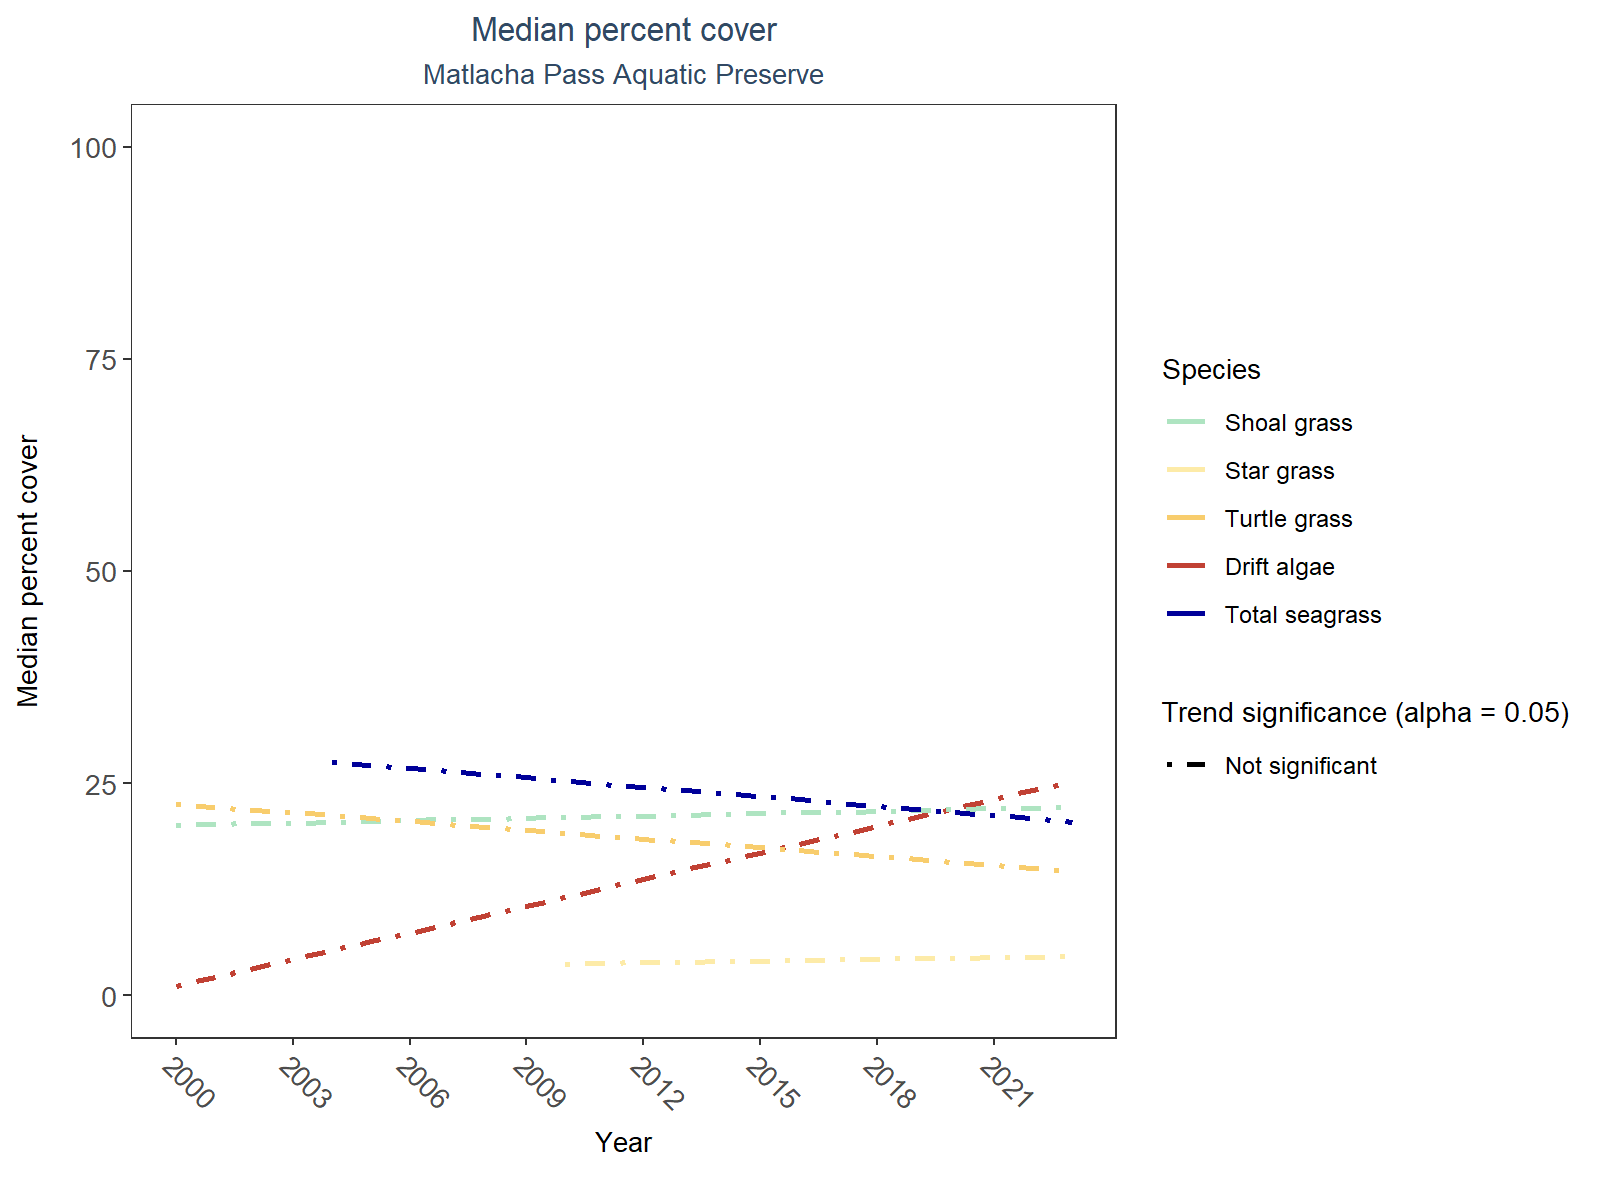 Median percent cover
Matlacha Pass Aquatic Preserve
Median percent cover
100
75
50
25
0
2000
2003
2006
2009
2012
2015
2018
2021
Year
Species
Shoal grass
Star grass
Turtle grass
Drift algae
Total seagrass
Trend significance (alpha = 0.05)
Not significant